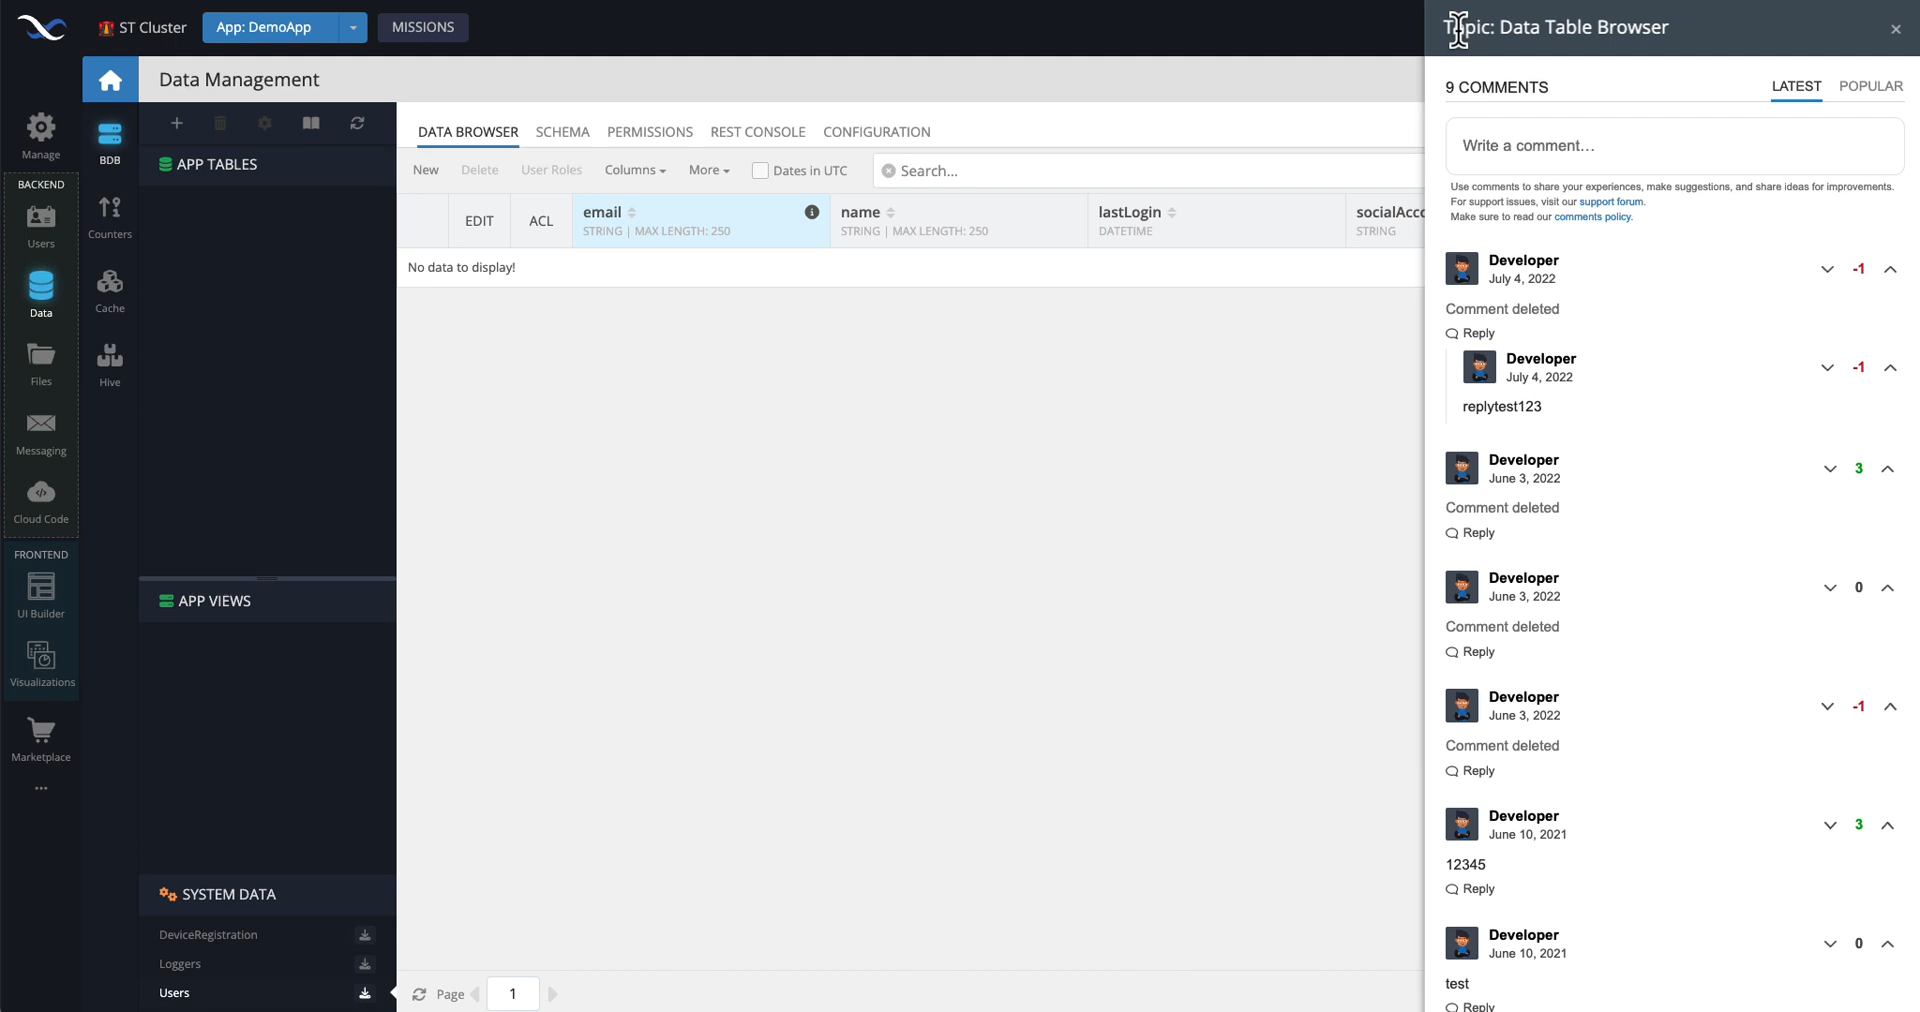 ST Cluster
App: DemoApp
MISSIONS
Topic: Data Table Browser
Data Management
Manage
BACKEND
Users
Data
Files
Messaging
Cloud Code
FRONTEND
UI Builder
Visualizations
Marketplace
BDB
Counters
Cache
Hive
APP TABLES
APP VIEWS
SYSTEM DATA
DeviceRegistration
Loggers
Users
DATA BROWSER SCHEMA PERMISSIONS REST CONSOLE CONFIGURATION
New Delete User Roles Columns More Dates in UTC Search...
EDIT ACL
email
STRING | MAX LENGTH: 250
name
STRING | MAX LENGTH: 250
lastLogin
DATETIME
socialAcco
STRING
No data to display!
Page 1
9 COMMENTS LATEST POPULAR
Write a comment...
Use comments to share your experiences, make suggestions, and share ideas for improvements.
For support issues, visit our support forum.
Make sure to read our comments policy.
Developer
July 4, 2022
-1
Comment deleted
Reply
Developer
July 4, 2022
-1
replytest123
Developer
June 3, 2022
3
Comment deleted
Reply
Developer
June 3, 2022
0
Comment deleted
Reply
Developer
June 3, 2022
-1
Comment deleted
Reply
Developer
June 10, 2021
3
12345
Reply
Developer
June 10, 2021
0
test
Reply